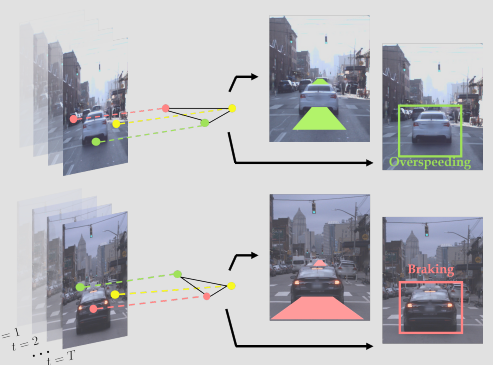 Overspeeding
Braking
= 1
t = 2
...
t = T